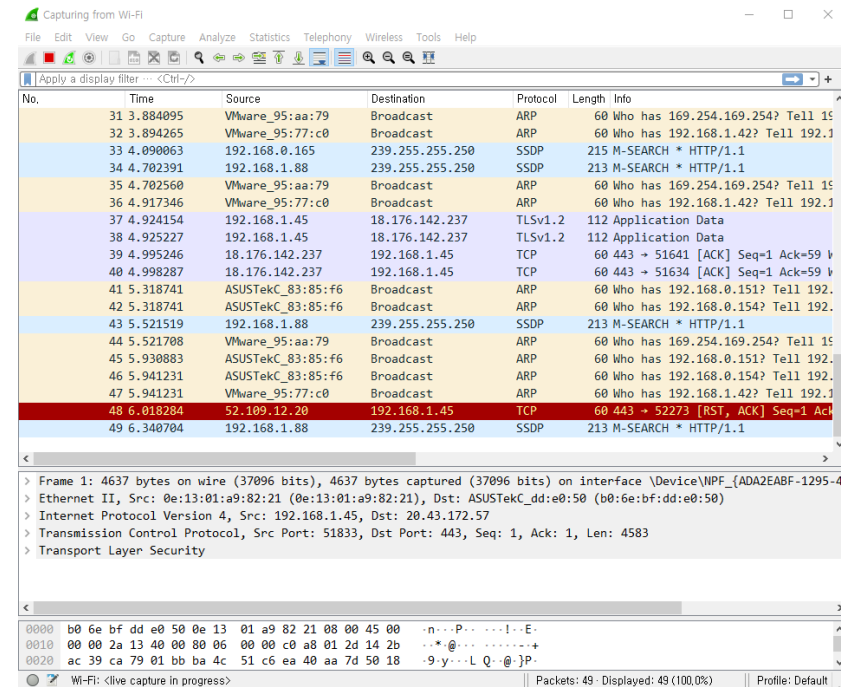 Capturing from Wi-Fi
File Edit View Go Capture Analyze Statistics Telephony Wireless Tools Help
Apply a display filter ··· <Ctrl-/>
No. Time Source Destination Protocol Length Info
31 3.884095 VMware_95:aa:79 Broadcast ARP 60 Who has 169.254.169.254? Tell 19
32 3.894265 VMware_95:77:c0 Broadcast ARP 60 Who has 192.168.1.42? Tell 192.1
33 4.090063 192.168.0.165 239.255.255.250 SSDP 215 M-SEARCH * HTTP/1.1
34 4.702391 192.168.1.88 239.255.255.250 SSDP 213 M-SEARCH * HTTP/1.1
35 4.702560 VMware_95:aa:79 Broadcast ARP 60 Who has 169.254.169.254? Tell 19
36 4.917346 VMware_95:77:c0 Broadcast ARP 60 Who has 192.168.1.42? Tell 192.1
37 4.924154 192.168.1.45 18.176.142.237 TLSv1.2 112 Application Data
38 4.925227 192.168.1.45 18.176.142.237 TLSv1.2 112 Application Data
39 4.995246 18.176.142.237 192.168.1.45 TCP 60 443 → 51641 [ACK] Seq=1 Ack=59 W
40 4.998287 18.176.142.237 192.168.1.45 TCP 60 443 → 51634 [ACK] Seq=1 Ack=59 W
41 5.318741 ASUSTekC_83:85:f6 Broadcast ARP 60 Who has 192.168.0.151? Tell 192.
42 5.318741 ASUSTekC_83:85:f6 Broadcast ARP 60 Who has 192.168.0.154? Tell 192.
43 5.521519 192.168.1.88 239.255.255.250 SSDP 213 M-SEARCH * HTTP/1.1
44 5.521708 VMware_95:aa:79 Broadcast ARP 60 Who has 169.254.169.254? Tell 19
45 5.930883 ASUSTekC_83:85:f6 Broadcast ARP 60 Who has 192.168.0.151? Tell 192.
46 5.941231 ASUSTekC_83:85:f6 Broadcast ARP 60 Who has 192.168.0.154? Tell 192.
47 5.941231 VMware_95:77:c0 Broadcast ARP 60 Who has 192.168.1.42? Tell 192.1
48 6.018284 52.109.12.20 192.168.1.45 TCP 60 443 → 52273 [RST, ACK] Seq=1 Ack
49 6.340704 192.168.1.88 239.255.255.250 SSDP 213 M-SEARCH * HTTP/1.1
> Frame 1: 4637 bytes on wire (37096 bits), 4637 bytes captured (37096 bits) on interface \Device\NPF_{ADA2EABF-1295-4
> Ethernet II, Src: 0e:13:01:a9:82:21 (0e:13:01:a9:82:21), Dst: ASUSTekC_dd:e0:50 (b0:6e:bf:dd:e0:50)
> Internet Protocol Version 4, Src: 192.168.1.45, Dst: 20.43.172.57
> Transmission Control Protocol, Src Port: 51833, Dst Port: 443, Seq: 1, Ack: 1, Len: 4583
> Transport Layer Security
0000 b0 6e bf dd e0 50 0e 13 01 a9 82 21 08 00 45 00 ·n···P·· ···!··E·
0010 00 00 2a 13 40 00 80 06 00 00 c0 a8 01 2d 14 2b ··*·@··· ·····-·+
0020 ac 39 ca 79 01 bb ba 4c 51 c6 ea 40 aa 7d 50 18 ·9·y···L Q··@·}P·
Wi-Fi: <live capture in progress> Packets: 49 · Displayed: 49 (100,0%) Profile: Default